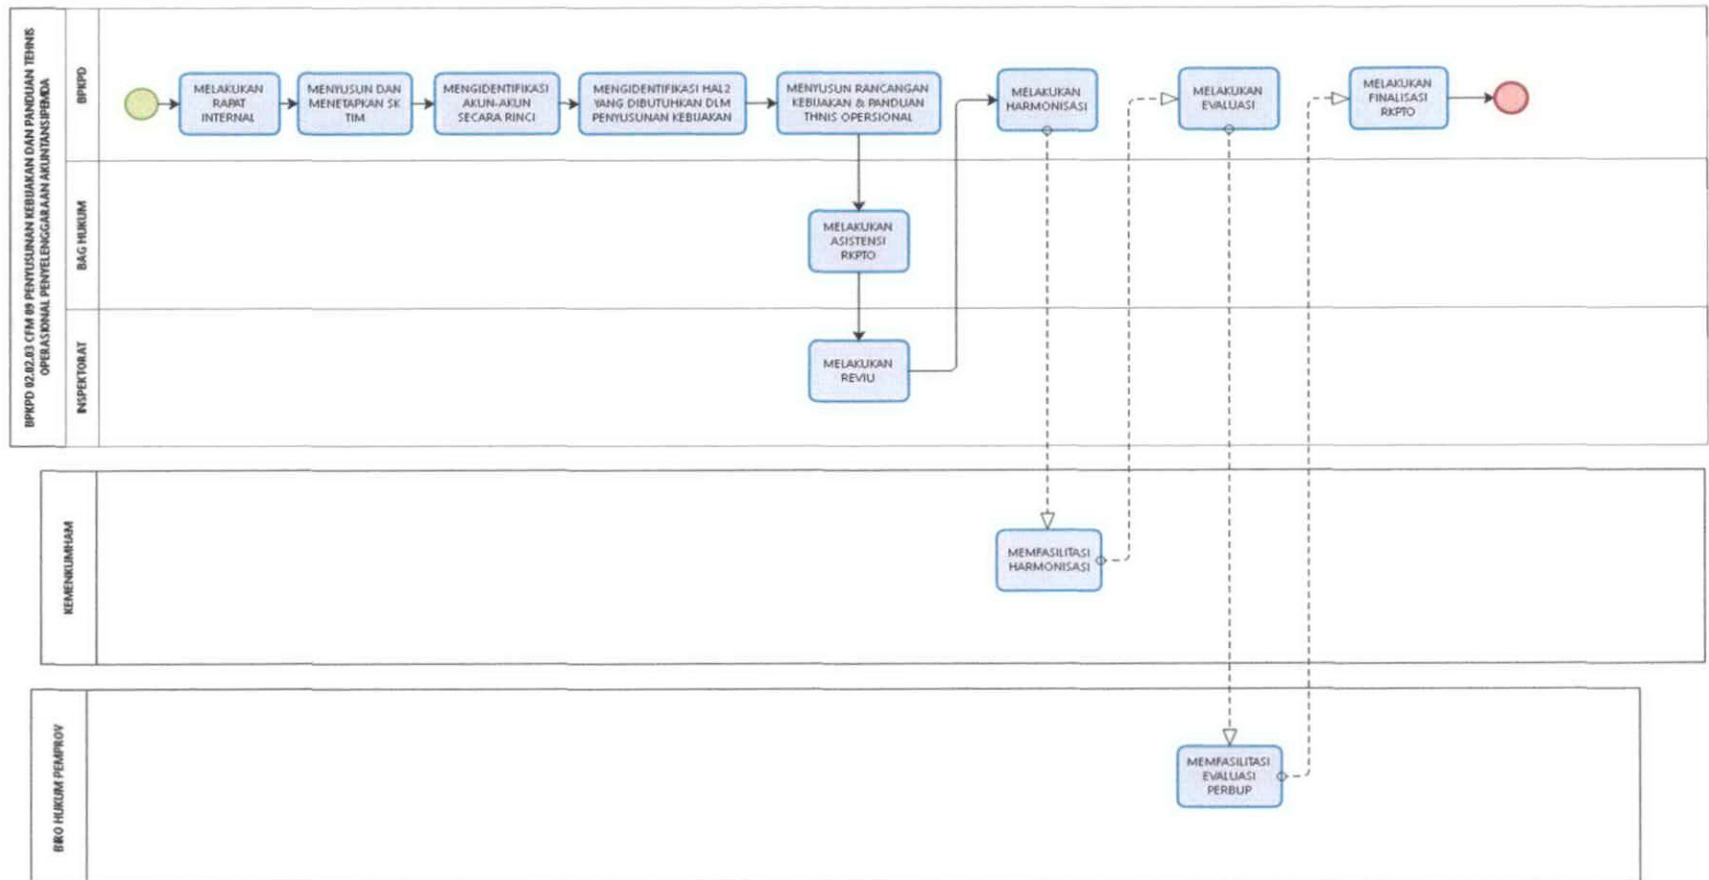 BPKPD 02.02.03 CFM 09 PENYUSUNAN KEBIJAKAN DAN PANDUAN TEHNIS
OPERASIONAL PENYELENGGARAAN AKUNTANSI PEMDA
BPKPD
MELAKUKAN
RAPAT
INTERNAL
MENYUSUN DAN
MENETAPKAN SK
TIM
MENGIDENTIFIKASI
AKUN-AKUN
SECARA RINCI
MENGIDENTIFIKASI HAL2
YANG DIBUTUHKAN DLM
PENYUSUNAN KEBIJAKAN
MENYUSUN RANCANGAN
KEBIJAKAN & PANDUAN
THNIS OPERSIONAL
MELAKUKAN
HARMONISASI
MELAKUKAN
EVALUASI
MELAKUKAN
FINALISASI
RKPTO
BAG HUKUM
MELAKUKAN
ASISTENSI
RKPTO
INSPEKTORAT
MELAKUKAN
REVIU
KEMENKUMHAM
MEMFASILITASI
HARMONISASI
BIRO HUKUM PEMPROV
MEMFASILITASI
EVALUASI
PERBUP